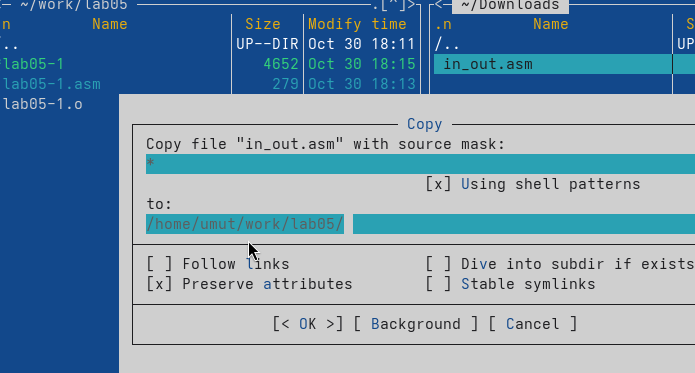 ~/work/lab05 .[^]> <─ ~/Downloads
n Name Size Modify time .n Name S
/.. UP--DIR Oct 30 18:11 /.. UP
*lab05-1 4652 Oct 30 18:15 in_out.asm
lab05-1.asm 279 Oct 30 18:13
lab05-1.o
Copy
Copy file "in_out.asm" with source mask:
*
[x] Using shell patterns
to:
/home/umut/work/lab05/
[ ] Follow links [ ] Dive into subdir if exists
[x] Preserve attributes [ ] Stable symlinks
[< OK >] [ Background ] [ Cancel ]